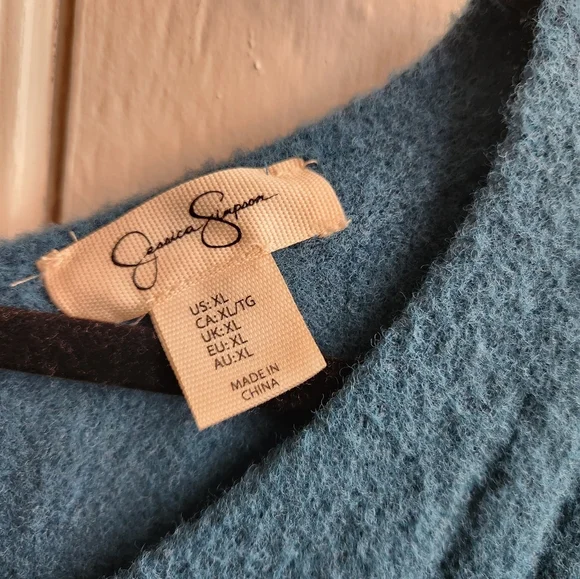 Jessica Simpson
US: XL
CA: XL/TG
UK: XL
EU: XL
AU: XL
MADE IN
CHINA